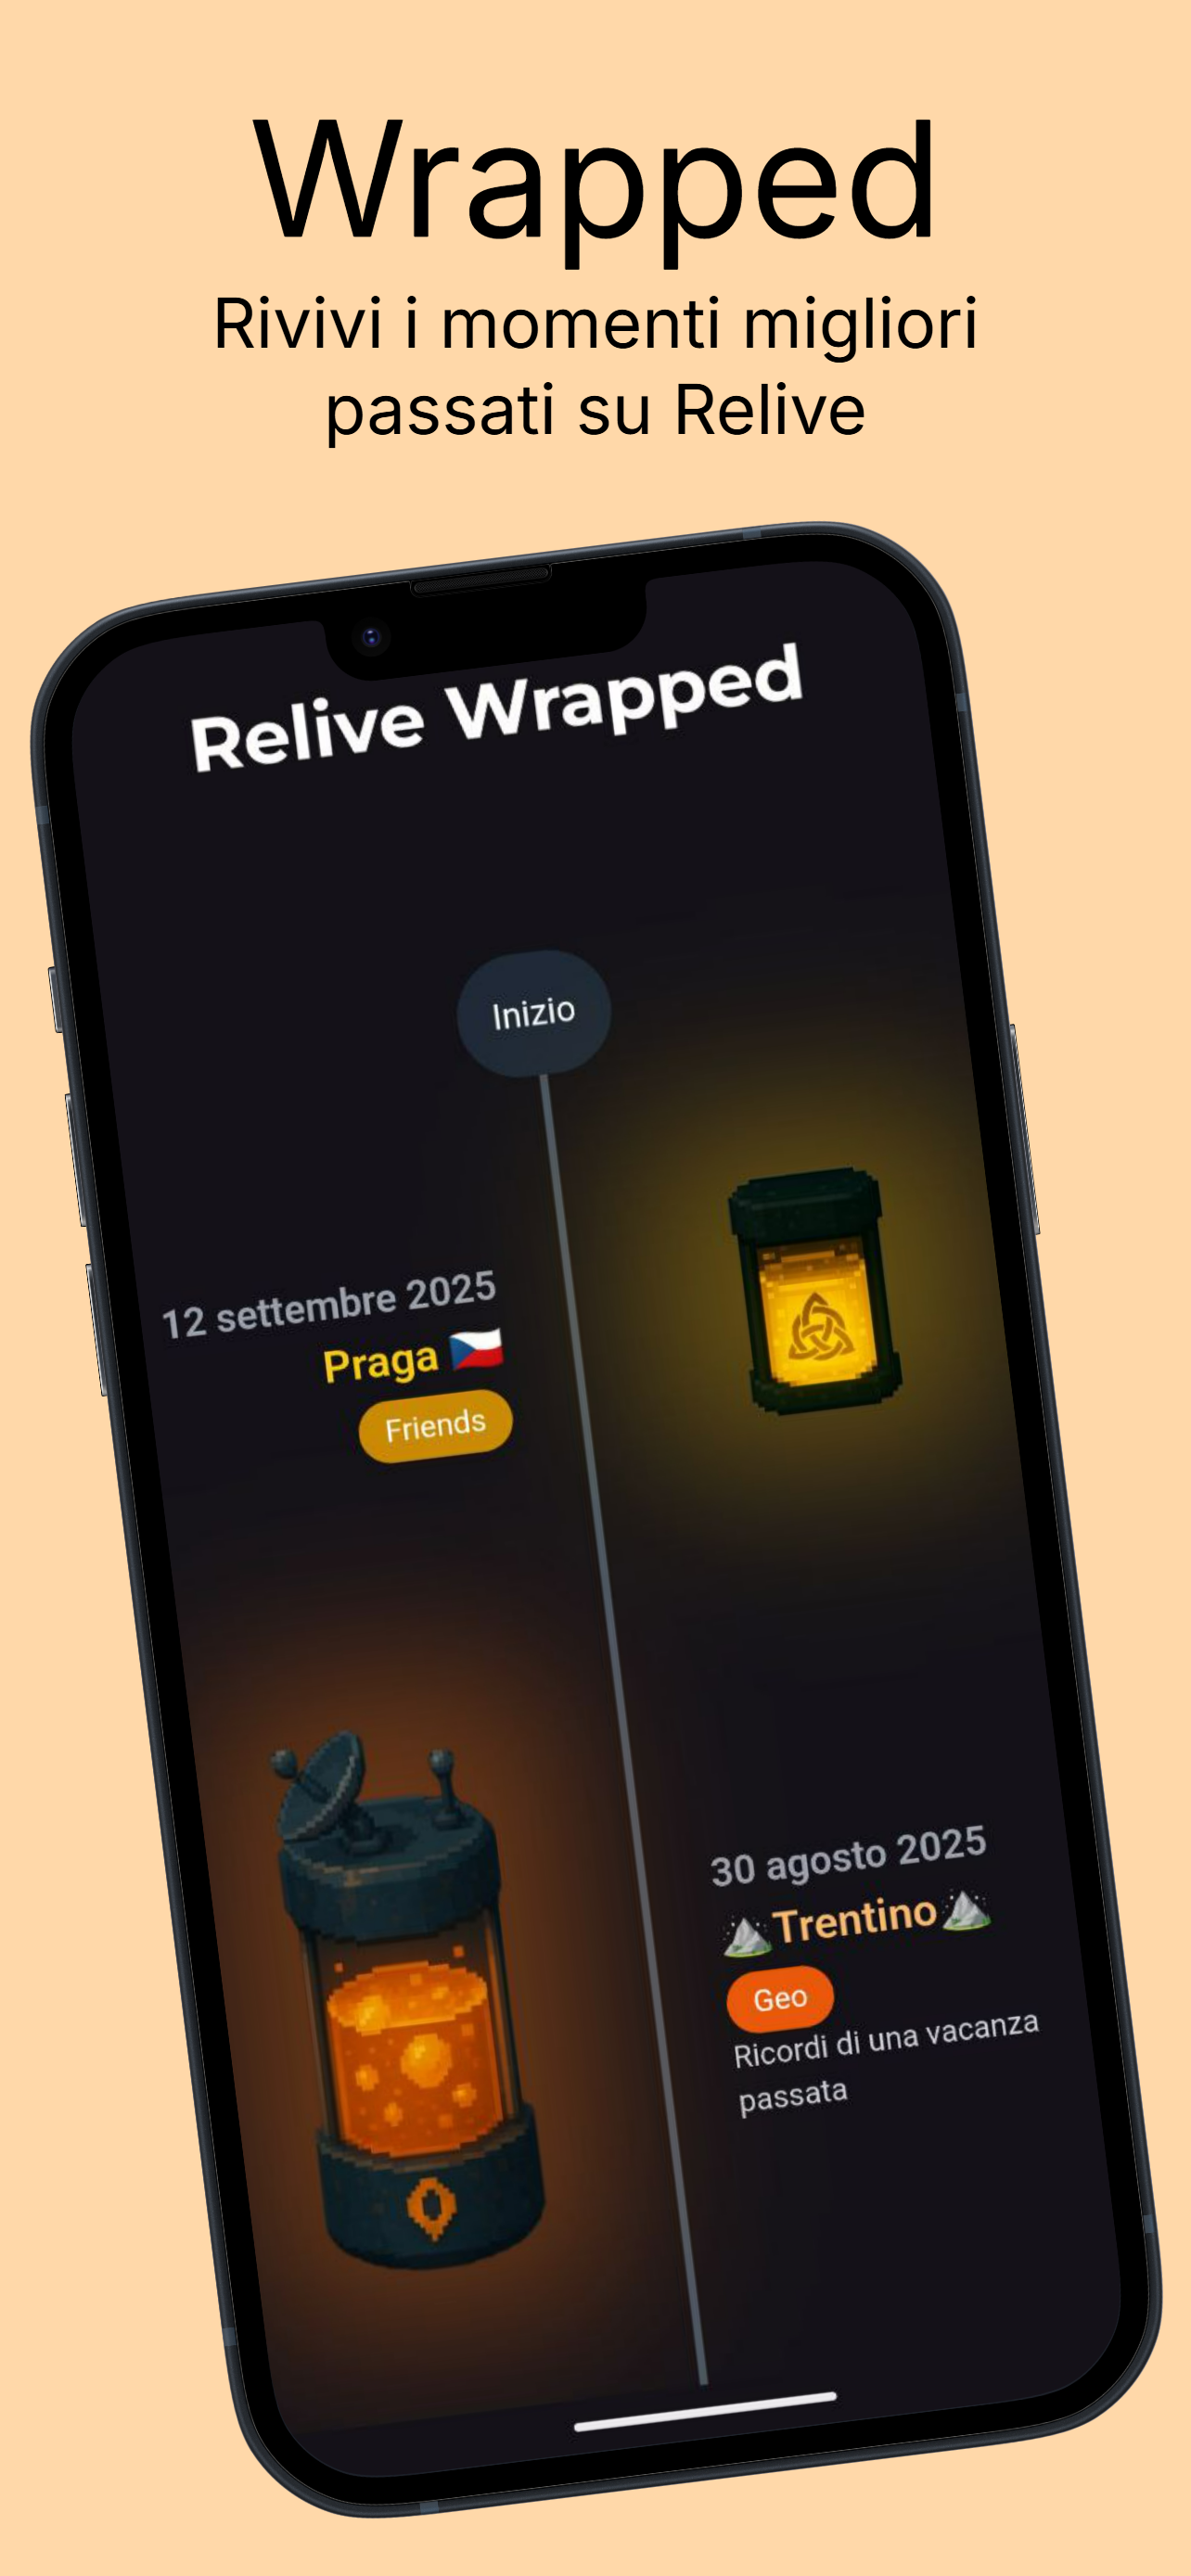 Wrapped
Rivivi i momenti migliori
passati su Relive
Relive Wrapped
Inizio
12 settembre 2025
Praga 🇨🇿
Friends
30 agosto 2025
🏔️Trentino🏔️
Geo
Ricordi di una vacanza
passata